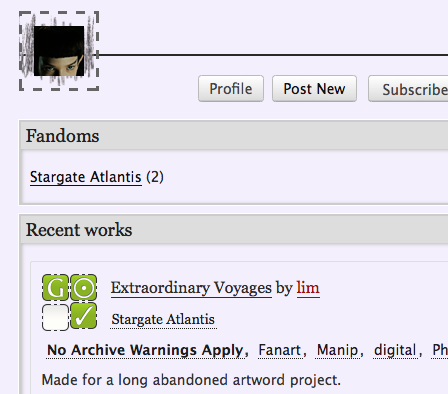 Profile Post New Subscribe
Fandoms
Stargate Atlantis (2)
Recent works
G
Extraordinary Voyages by lim
Stargate Atlantis
No Archive Warnings Apply, Fanart, Manip, digital, Ph
Made for a long abandoned artword project.